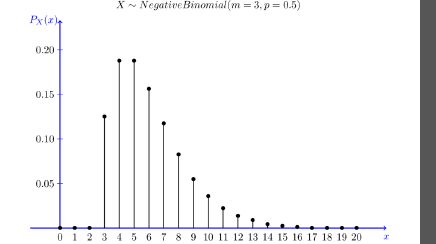 X ∼ NegativeBinomial(m = 3, p = 0.5)
P_X(x)
0.20
0.15
0.10
0.05
0 1 2 3 4 5 6 7 8 9 10 11 12 13 14 15 16 17 18 19 20 x